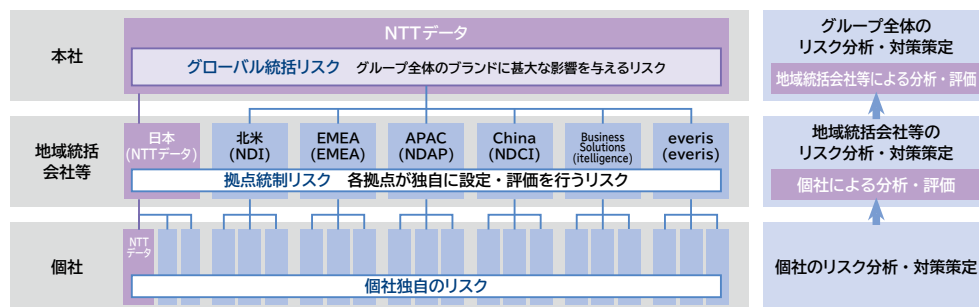 本社
NTTデータ
グローバル統括リスク グループ全体のブランドに甚大な影響を与えるリスク
グループ全体の
リスク分析・対策策定
地域統括会社等による分析・評価
地域統括
会社等
日本
(NTTデータ)
北米
(NDI)
EMEA
(EMEA)
APAC
(NDAP)
China
(NDCI)
Business
Solutions
(itelligence)
everis
(everis)
拠点統制リスク 各拠点が独自に設定・評価を行うリスク
地域統括会社等の
リスク分析・対策策定
個社による分析・評価
個社
NTT
データ
個社独自のリスク
個社のリスク分析・対策策定